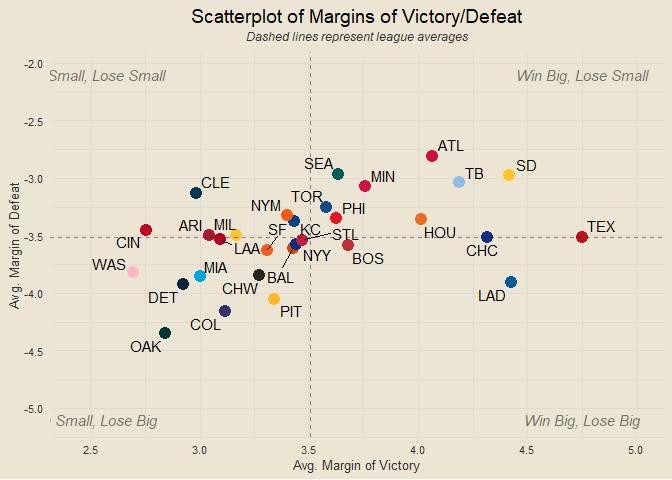 Scatterplot of Margins of Victory/Defeat
Dashed lines represent league averages
-2.0
Small, Lose Small
Win Big, Lose Small
-2.5
ATL
SEA
-3.0
TB
SD
MIN
CLE
TOR
NYM
PHI
ARI
MIL
SF
KC
STL
HOU
TEX
-3.5
CIN
LAA
NYY
BOS
CHC
WAS
MIA
BAL
-4.0
DET
CHW
LAD
COL
PIT
OAK
-4.5
-5.0
Small, Lose Big
Win Big, Lose Big
2.5
3.0
3.5
4.0
4.5
5.0
Avg. Margin of Victory
Avg. Margin of Defeat